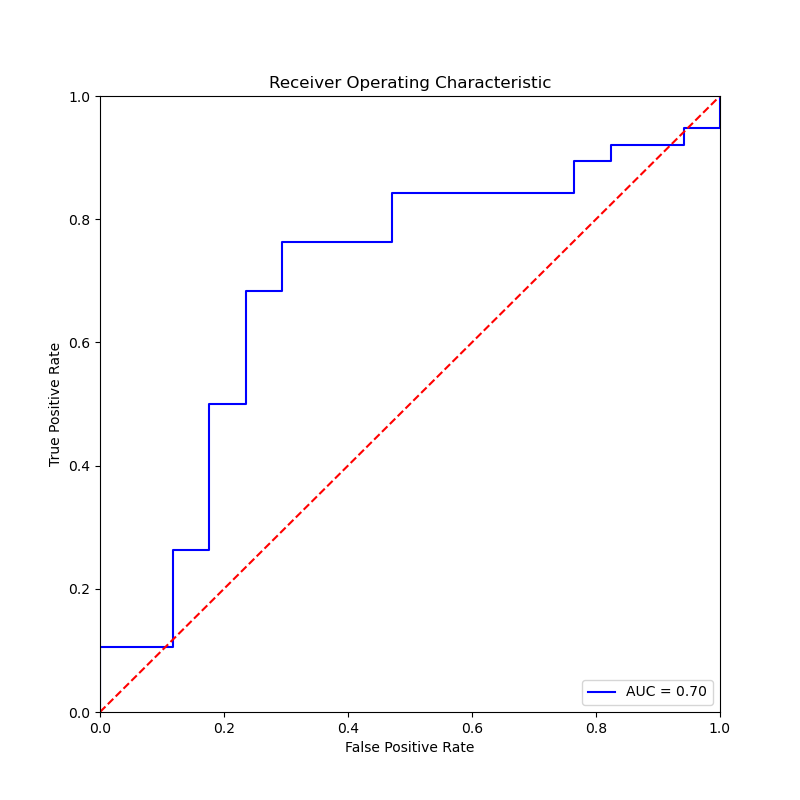 Receiver Operating Characteristic
1.0
0.8
0.6
0.4
0.2
0.0
True Positive Rate
AUC = 0.70
0.0 0.2 0.4 0.6 0.8 1.0
False Positive Rate